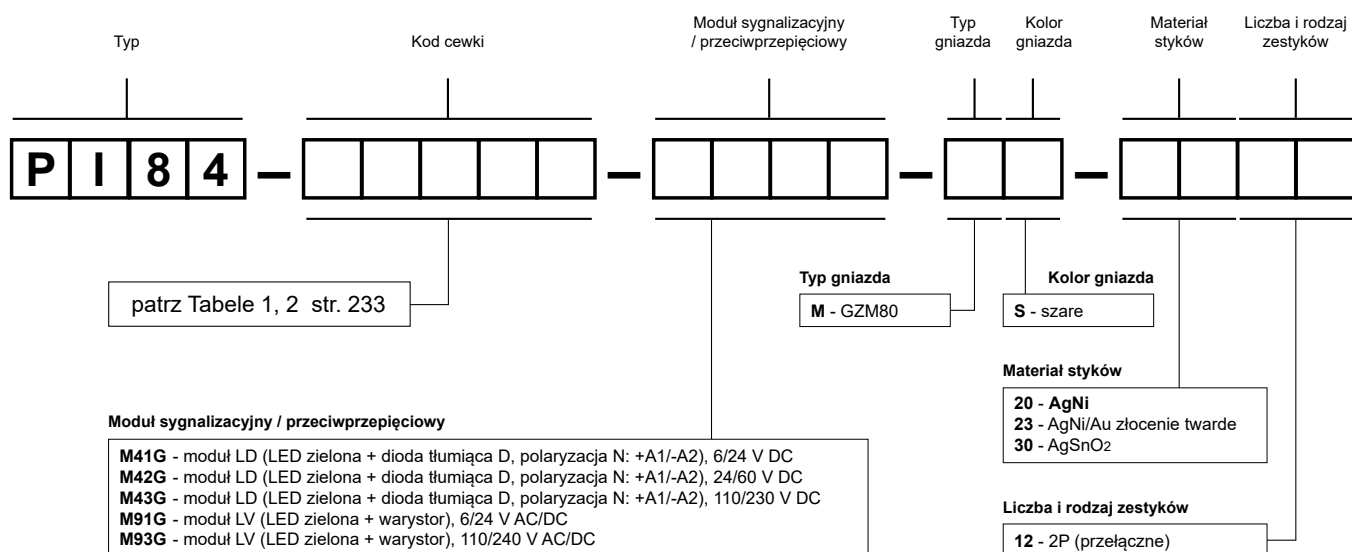 Typ
Kod cewki
Moduł sygnalizacyjny
/ przeciwprzepięciowy
Typ
gniazda
Kolor
gniazda
Materiał
styków
Liczba i rodzaj
zestyków
P I 8 4 – – – –
patrz Tabele 1, 2 str. 233
Typ gniazda
M - GZM80
Kolor gniazda
S - szare
Materiał styków
20 - AgNi
23 - AgNi/Au złocenie twarde
30 - AgSnO2
Moduł sygnalizacyjny / przeciwprzepięciowy
M41G - moduł LD (LED zielona + dioda tłumiąca D, polaryzacja N: +A1/-A2), 6/24 V DC
M42G - moduł LD (LED zielona + dioda tłumiąca D, polaryzacja N: +A1/-A2), 24/60 V DC
M43G - moduł LD (LED zielona + dioda tłumiąca D, polaryzacja N: +A1/-A2), 110/230 V DC
M91G - moduł LV (LED zielona + warystor), 6/24 V AC/DC
M93G - moduł LV (LED zielona + warystor), 110/240 V AC/DC
Liczba i rodzaj zestyków
12 - 2P (przełączne)